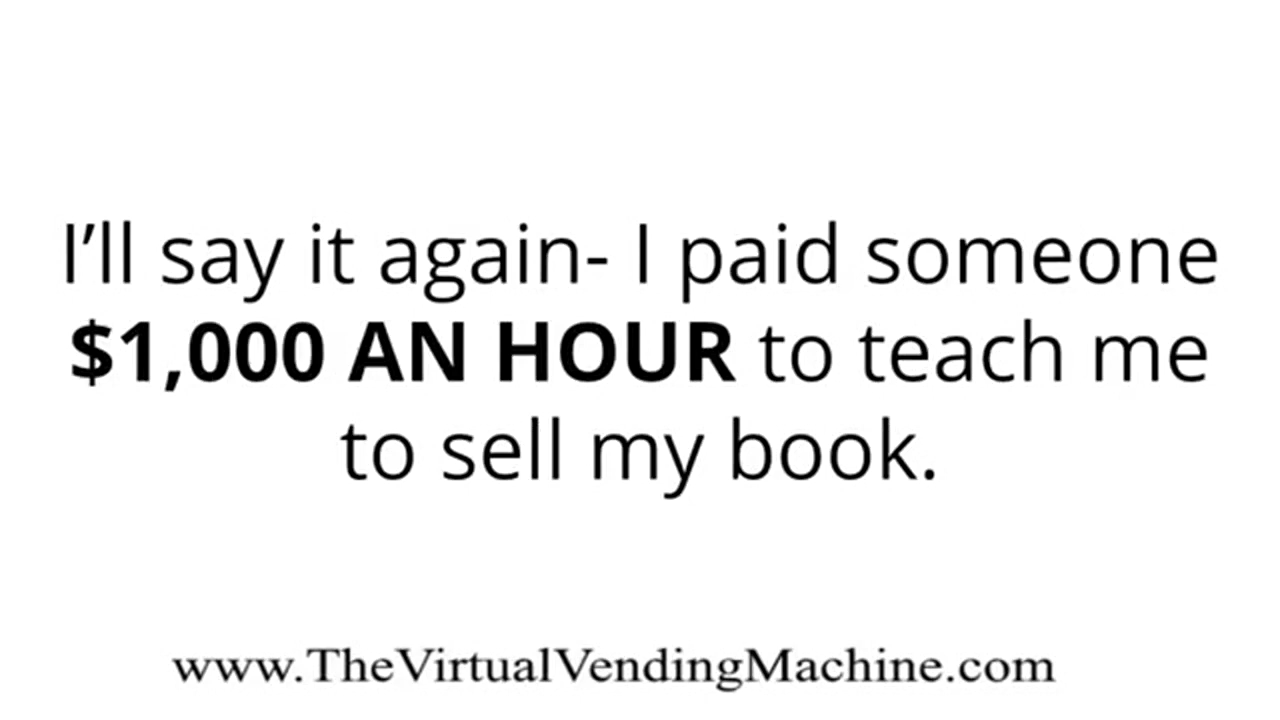 I’ll say it again- I paid someone
$1,000 AN HOUR to teach me
to sell my book.
www.TheVirtualVendingMachine.com